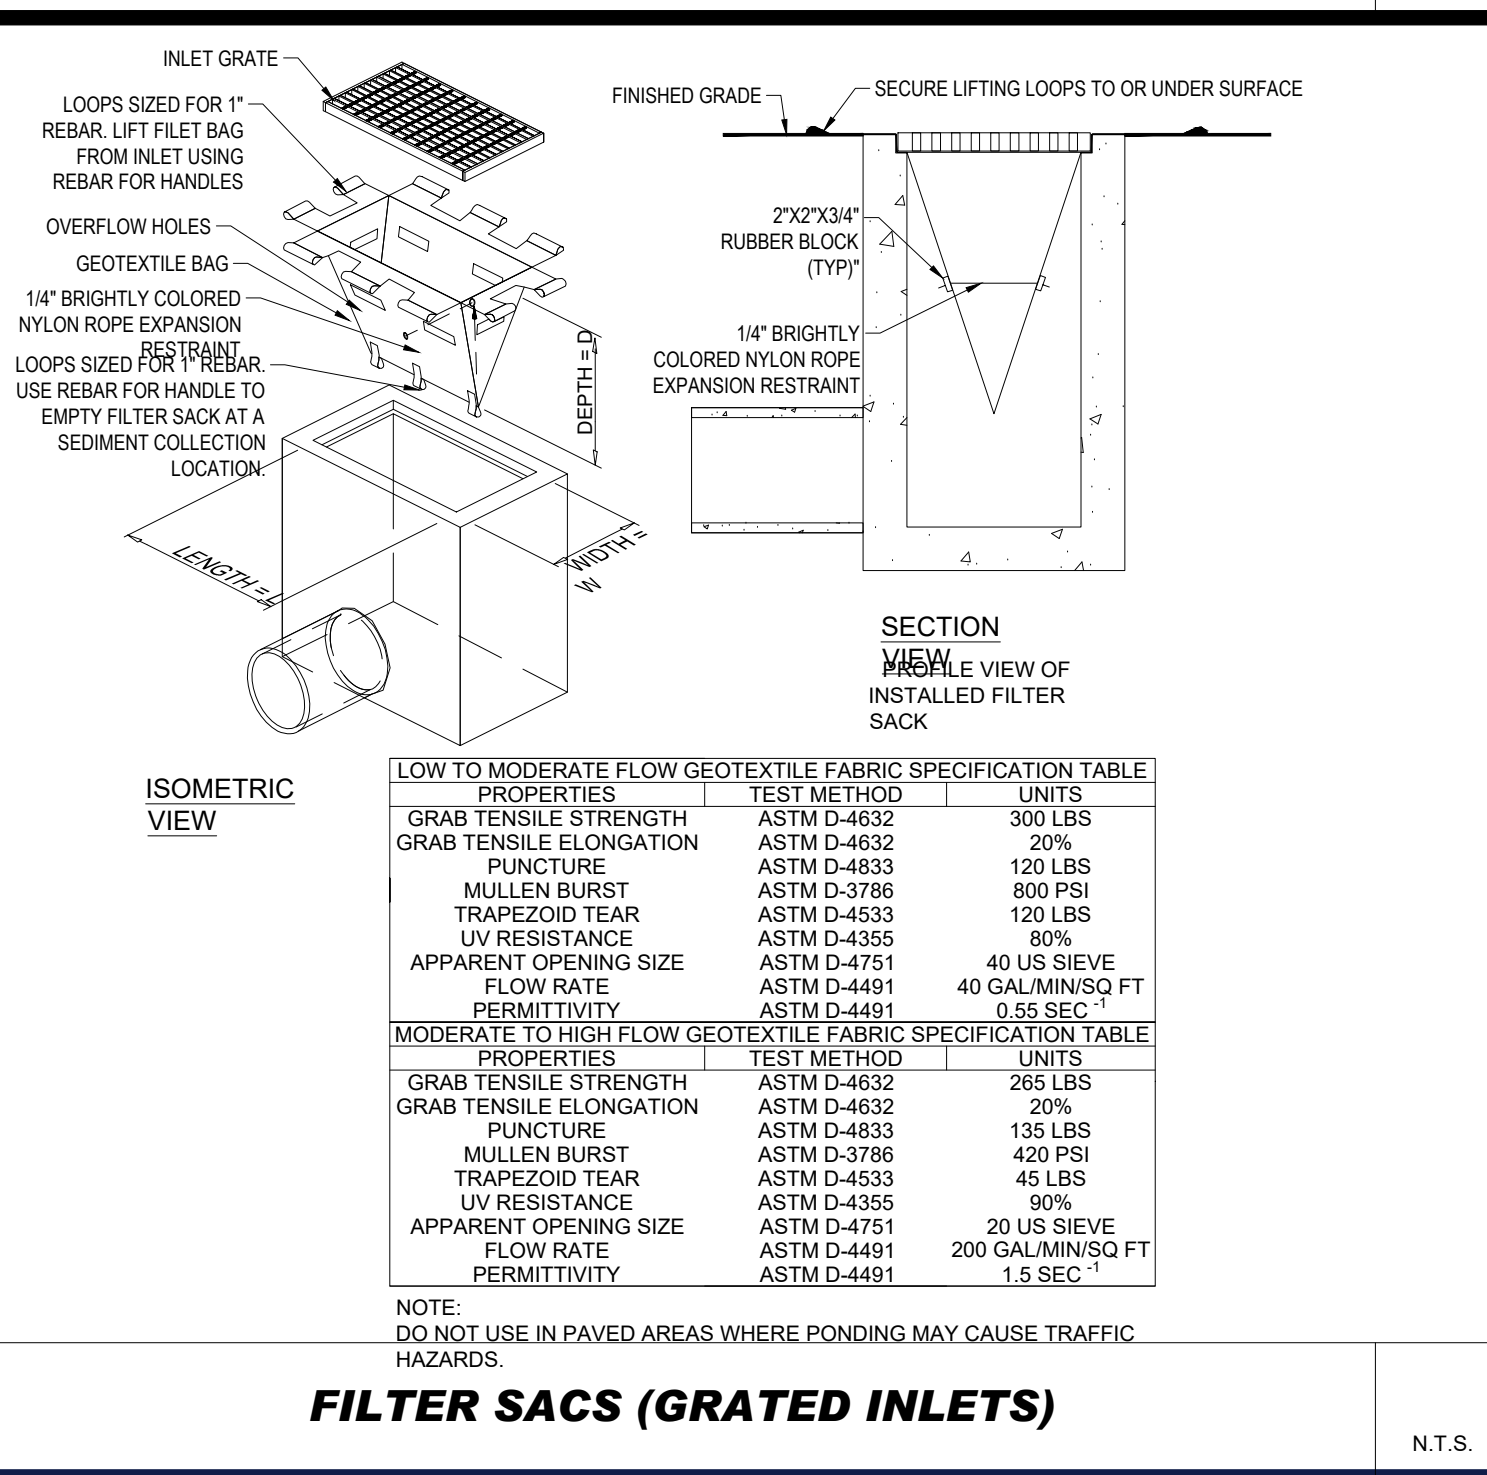 INLET GRATE
LOOPS SIZED FOR 1"
REBAR. LIFT FILET BAG
FROM INLET USING
REBAR FOR HANDLES
OVERFLOW HOLES
GEOTEXTILE BAG
1/4" BRIGHTLY COLORED
NYLON ROPE EXPANSION
RESTRAINT
LOOPS SIZED FOR 1" REBAR.
USE REBAR FOR HANDLE TO
EMPTY FILTER SACK AT A
SEDIMENT COLLECTION
LOCATION.
DEPTH = D
LENGTH = L
WIDTH =
W
ISOMETRIC
VIEW
FINISHED GRADE
SECURE LIFTING LOOPS TO OR UNDER SURFACE
2"X2"X3/4"
RUBBER BLOCK
(TYP)"
1/4" BRIGHTLY
COLORED NYLON ROPE
EXPANSION RESTRAINT
SECTION
VIEW
PROFILE VIEW OF
INSTALLED FILTER
SACK
LOW TO MODERATE FLOW GEOTEXTILE FABRIC SPECIFICATION TABLE
PROPERTIES TEST METHOD UNITS
GRAB TENSILE STRENGTH ASTM D-4632 300 LBS
GRAB TENSILE ELONGATION ASTM D-4632 20%
PUNCTURE ASTM D-4833 120 LBS
MULLEN BURST ASTM D-3786 800 PSI
TRAPEZOID TEAR ASTM D-4533 120 LBS
UV RESISTANCE ASTM D-4355 80%
APPARENT OPENING SIZE ASTM D-4751 40 US SIEVE
FLOW RATE ASTM D-4491 40 GAL/MIN/SQ FT
PERMITTIVITY ASTM D-4491 0.55 SEC -1
MODERATE TO HIGH FLOW GEOTEXTILE FABRIC SPECIFICATION TABLE
PROPERTIES TEST METHOD UNITS
GRAB TENSILE STRENGTH ASTM D-4632 265 LBS
GRAB TENSILE ELONGATION ASTM D-4632 20%
PUNCTURE ASTM D-4833 135 LBS
MULLEN BURST ASTM D-3786 420 PSI
TRAPEZOID TEAR ASTM D-4533 45 LBS
UV RESISTANCE ASTM D-4355 90%
APPARENT OPENING SIZE ASTM D-4751 20 US SIEVE
FLOW RATE ASTM D-4491 200 GAL/MIN/SQ FT
PERMITTIVITY ASTM D-4491 1.5 SEC -1
NOTE:
DO NOT USE IN PAVED AREAS WHERE PONDING MAY CAUSE TRAFFIC
HAZARDS.
FILTER SACS (GRATED INLETS)
N.T.S.